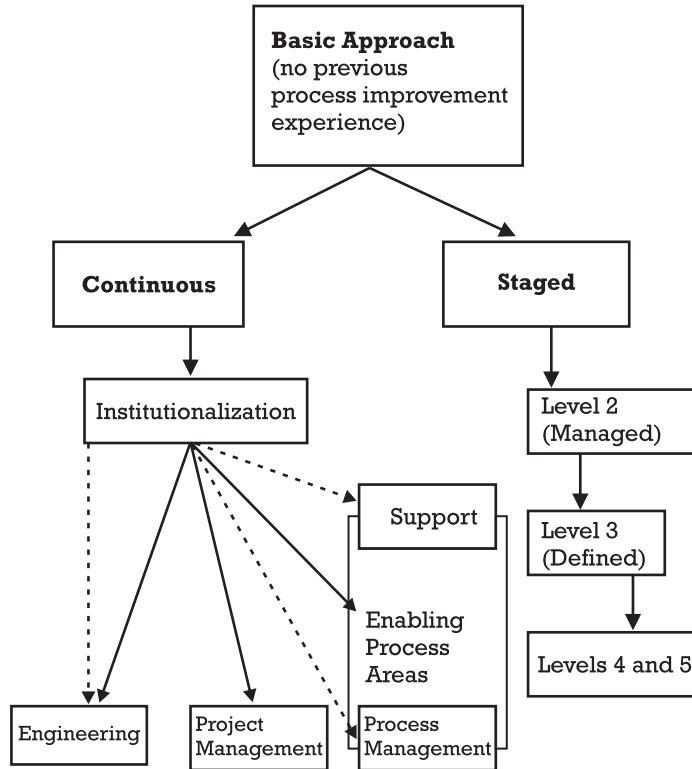 Basic Approach
(no previous
process improvement
experience)
Continuous
Staged
Institutionalization
Level 2
(Managed)
Support
Level 3
(Defined)
Enabling
Process
Areas
Levels 4 and 5
Engineering
Project
Management
Process
Management